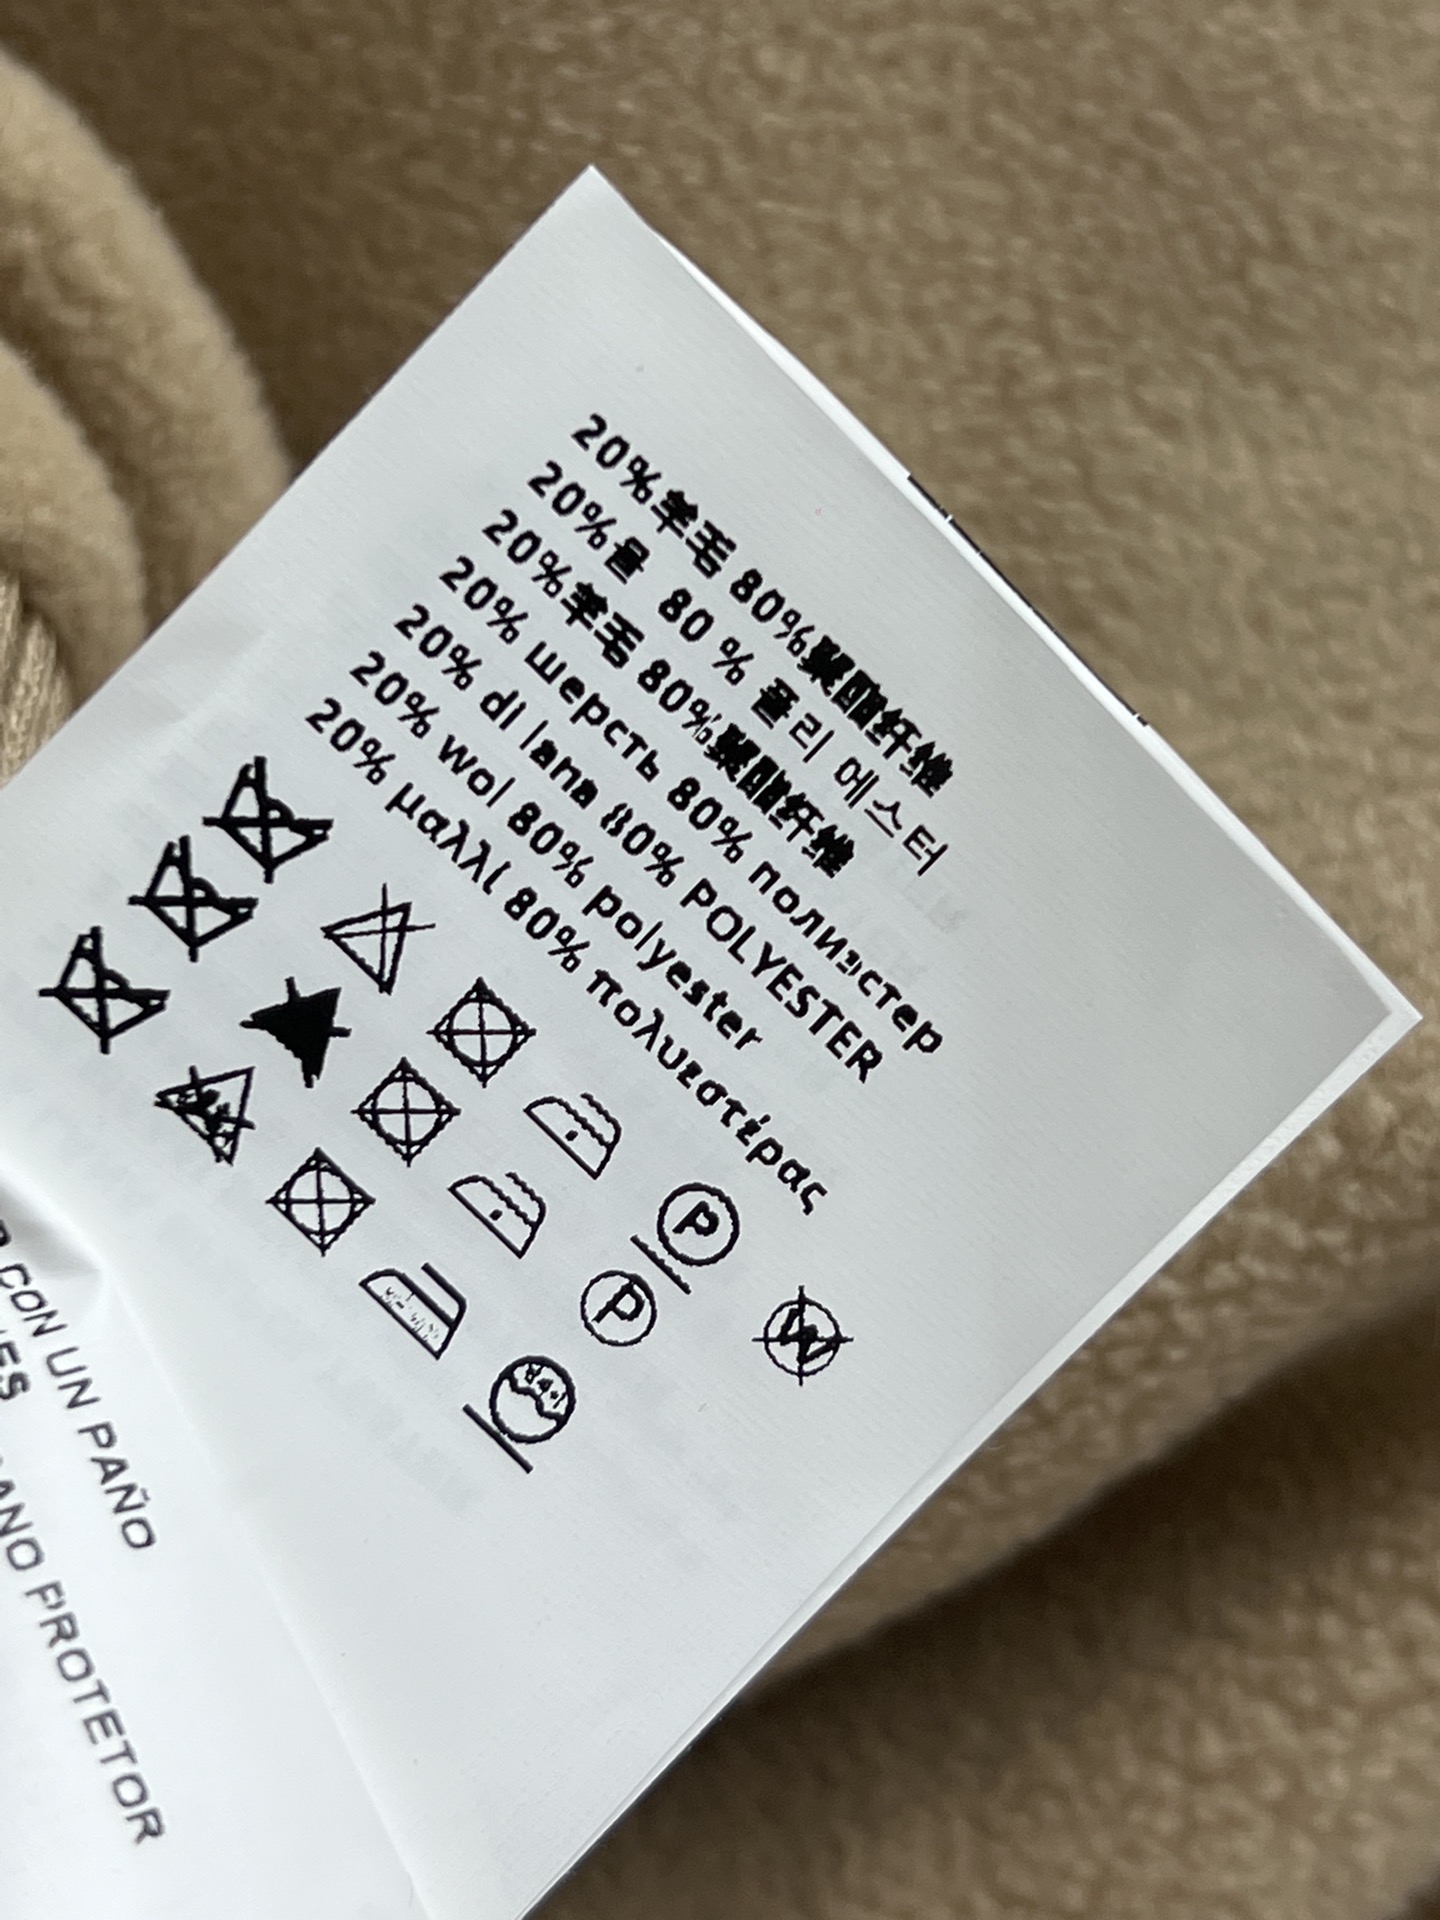 20%羊毛 80%聚酯纤维
20%울 80 % 폴리 에스터
20%羊毛 80%聚酯纤维
20% шерсть 80% полиэстер
20% di lana 80% POLYESTER
20% wol 80% polyester
20% μαλλί 80% πολυεστέρας
P
W
P
CON UN PAÑO
PROTETOR